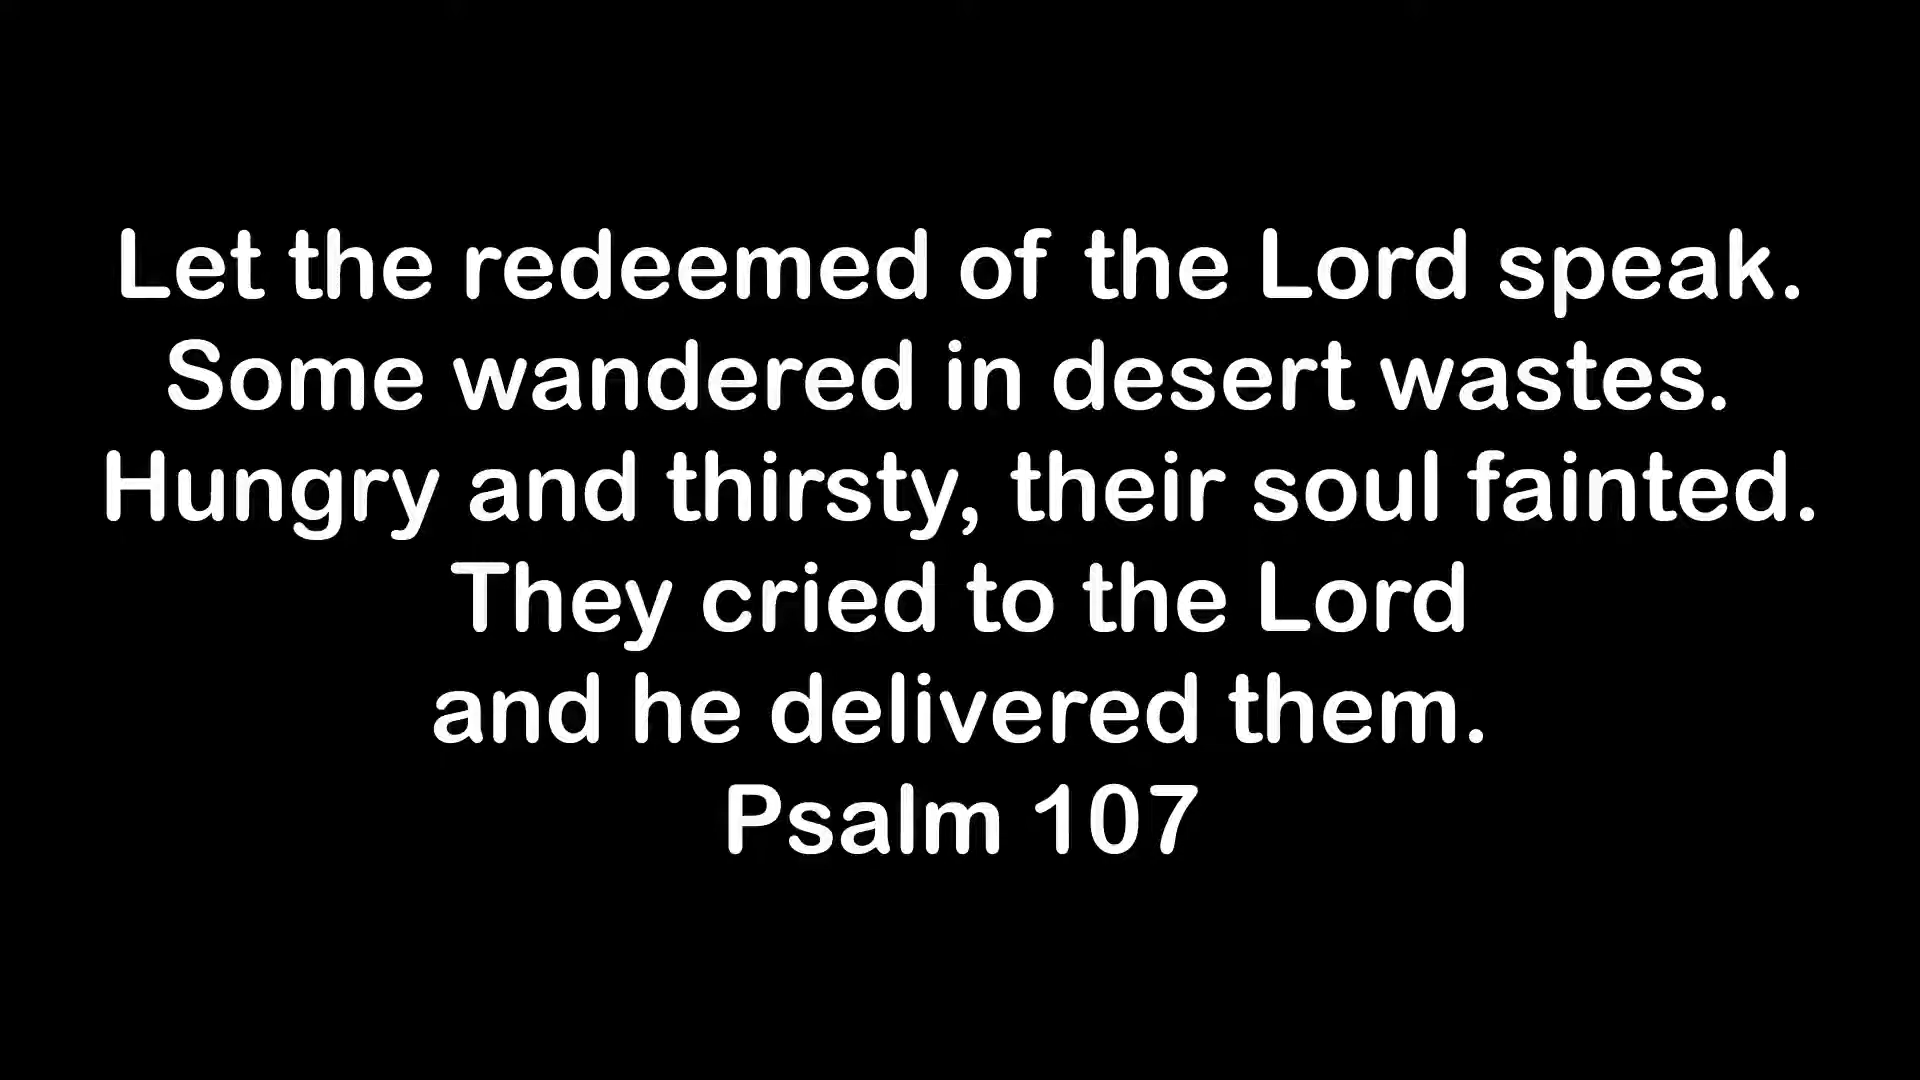 Let the redeemed of the Lord speak.
Some wandered in desert wastes.
Hungry and thirsty, their soul fainted.
They cried to the Lord
and he delivered them.
Psalm 107